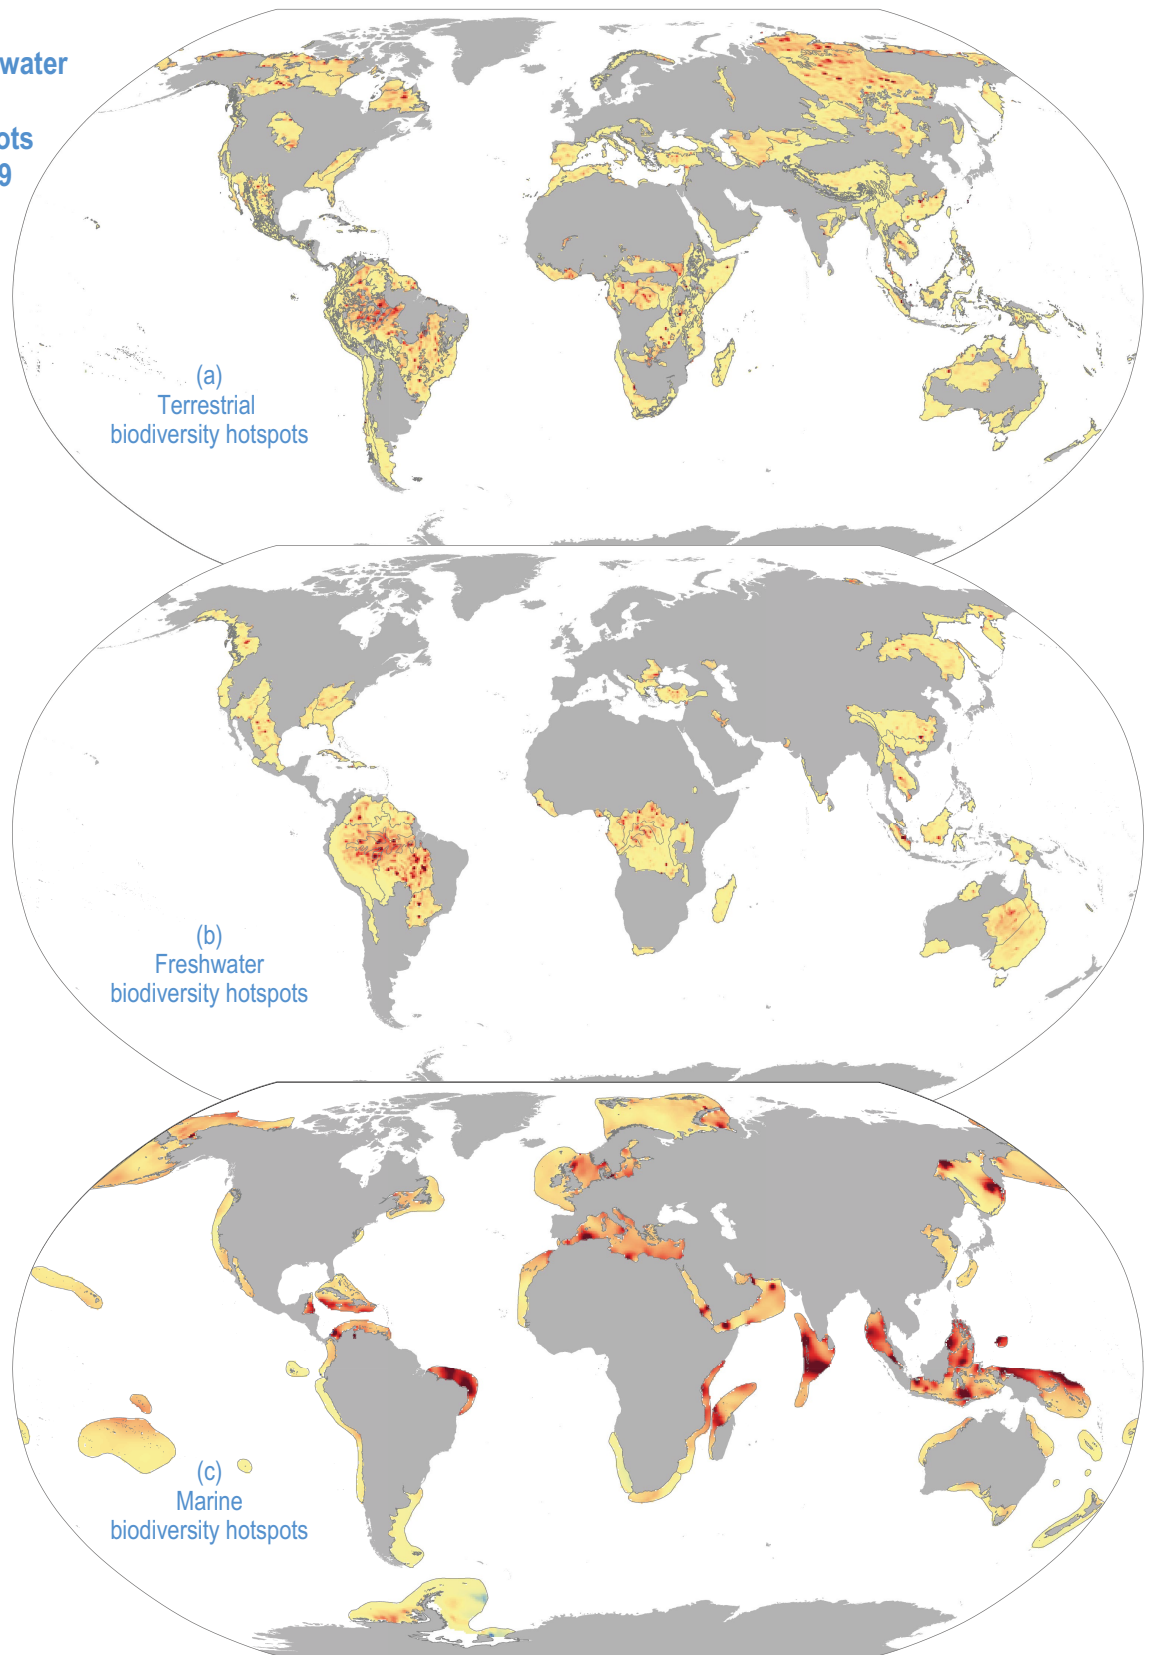 water
ots
9
(a)
Terrestrial
biodiversity hotspots
(b)
Freshwater
biodiversity hotspots
(c)
Marine
biodiversity hotspots